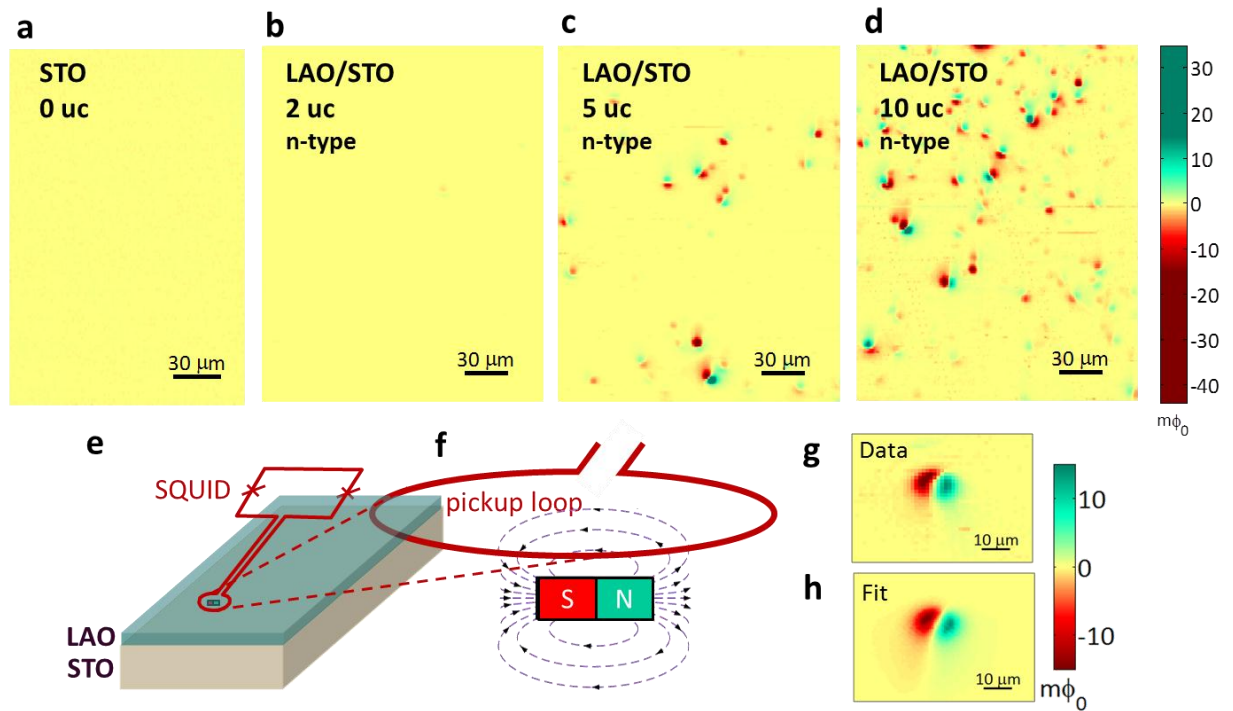 a
STO
0 uc
30 µm
b
LAO/STO
2 uc
n-type
30 µm
c
LAO/STO
5 uc
n-type
30 µm
d
LAO/STO
10 uc
n-type
30 µm
30
20
10
0
-10
-20
-30
-40
mϕ₀
e
SQUID
LAO
STO
f
pickup loop
S N
g
Data
10 µm
h
Fit
10 µm
10
0
-10
mϕ₀